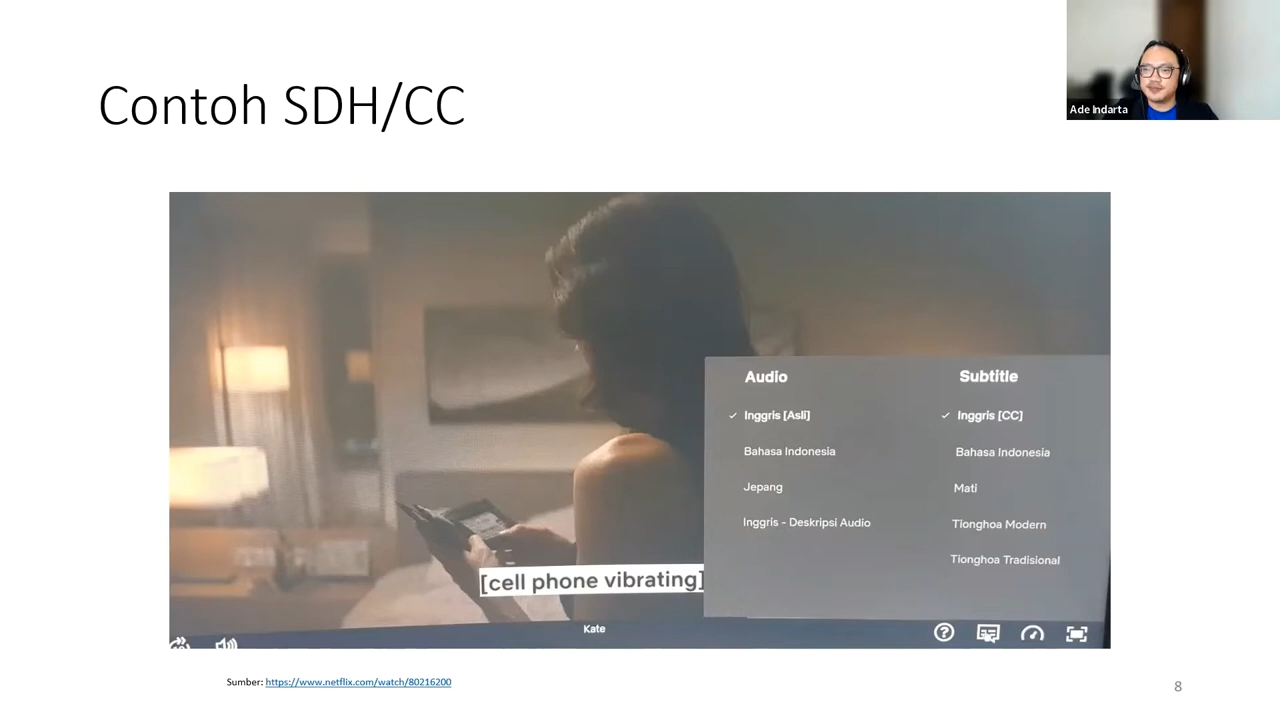 Contoh SDH/CC
Ade Indarta
Audio
Subtitle
Inggris [Asli]
Inggris [CC]
Bahasa Indonesia
Bahasa Indonesia
Jepang
Mati
Inggris - Deskripsi Audio
Tionghoa Modern
Tionghoa Tradisional
[cell phone vibrating]
Kate
Sumber: https://www.netflix.com/watch/80216200
8